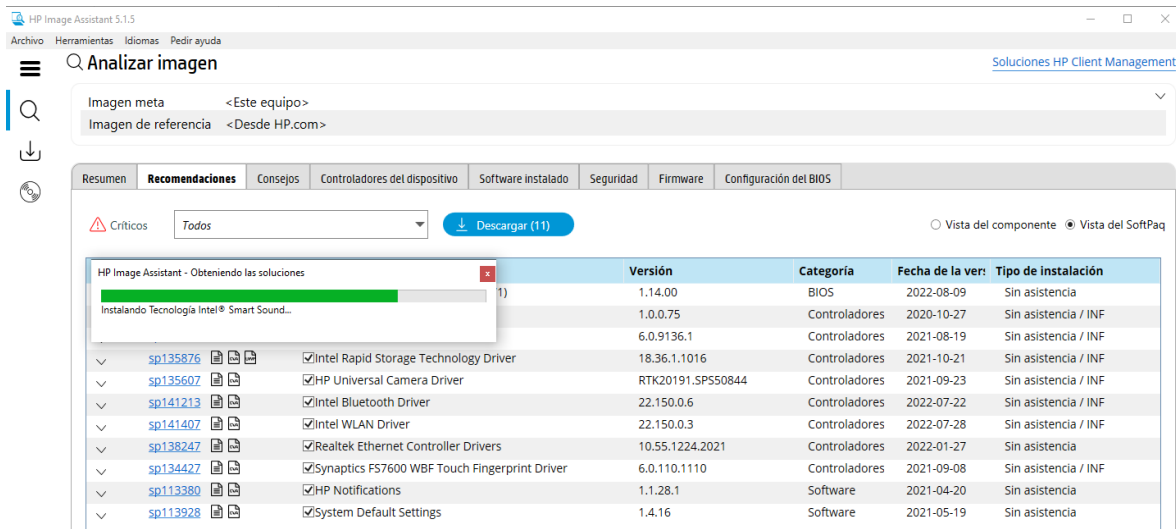 HP Image Assistant 5.1.5
Archivo Herramientas Idiomas Pedir ayuda
Analizar imagen
Soluciones HP Client Management
Imagen meta <Este equipo>
Imagen de referencia <Desde HP.com>
Resumen Recomendaciones Consejos Controladores del dispositivo Software instalado Seguridad Firmware Configuración del BIOS
Críticos Todos Descargar (11) Vista del componente Vista del SoftPaq
Versión Categoría Fecha de la vers Tipo de instalación
HP Image Assistant - Obteniendo las soluciones x
Instalando Tecnología Intel® Smart Sound...
1) 1.14.00 BIOS 2022-08-09 Sin asistencia
1.0.0.75 Controladores 2020-10-27 Sin asistencia / INF
6.0.9136.1 Controladores 2021-08-19 Sin asistencia / INF
sp135876 Intel Rapid Storage Technology Driver 18.36.1.1016 Controladores 2021-10-21 Sin asistencia / INF
sp135607 HP Universal Camera Driver RTK20191.SPS50844 Controladores 2021-09-23 Sin asistencia / INF
sp141213 Intel Bluetooth Driver 22.150.0.6 Controladores 2022-07-22 Sin asistencia / INF
sp141407 Intel WLAN Driver 22.150.0.3 Controladores 2022-07-28 Sin asistencia / INF
sp138247 Realtek Ethernet Controller Drivers 10.55.1224.2021 Controladores 2022-01-27 Sin asistencia
sp134427 Synaptics FS7600 WBF Touch Fingerprint Driver 6.0.110.1110 Controladores 2021-09-08 Sin asistencia / INF
sp113380 HP Notifications 1.1.28.1 Software 2021-04-20 Sin asistencia
sp113928 System Default Settings 1.4.16 Software 2021-05-19 Sin asistencia